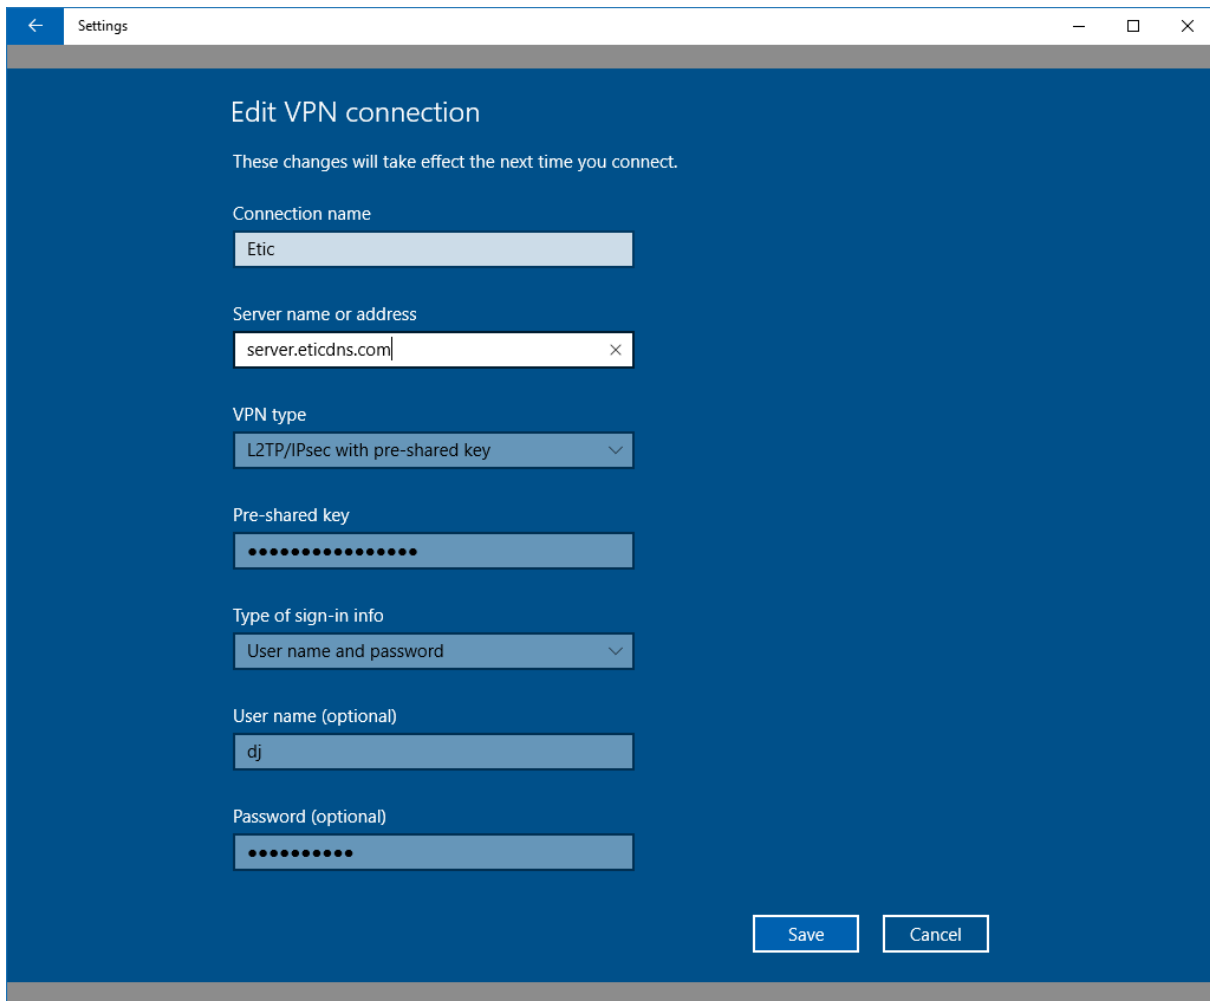 Settings
Edit VPN connection
These changes will take effect the next time you connect.
Connection name
Etic
Server name or address
server.eticdns.com
VPN type
L2TP/IPsec with pre-shared key
Pre-shared key
●●●●●●●●●●●●●●●●
Type of sign-in info
User name and password
User name (optional)
dj
Password (optional)
●●●●●●●●●●
Save Cancel